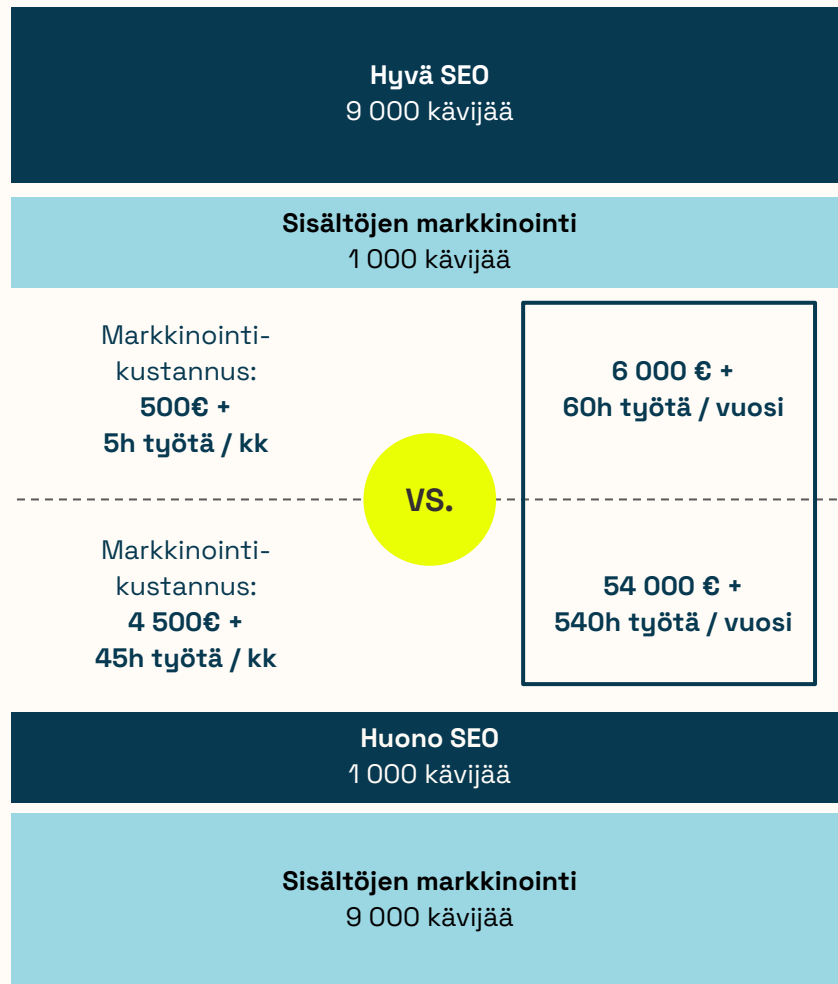 Hyvä SEO
9 000 kävijää
Sisältöjen markkinointi
1 000 kävijää
Markkinointi-
kustannus:
500€ +
5h työtä / kk
6 000 € +
60h työtä / vuosi
VS.
Markkinointi-
kustannus:
4 500€ +
45h työtä / kk
54 000 € +
540h työtä / vuosi
Huono SEO
1 000 kävijää
Sisältöjen markkinointi
9 000 kävijää